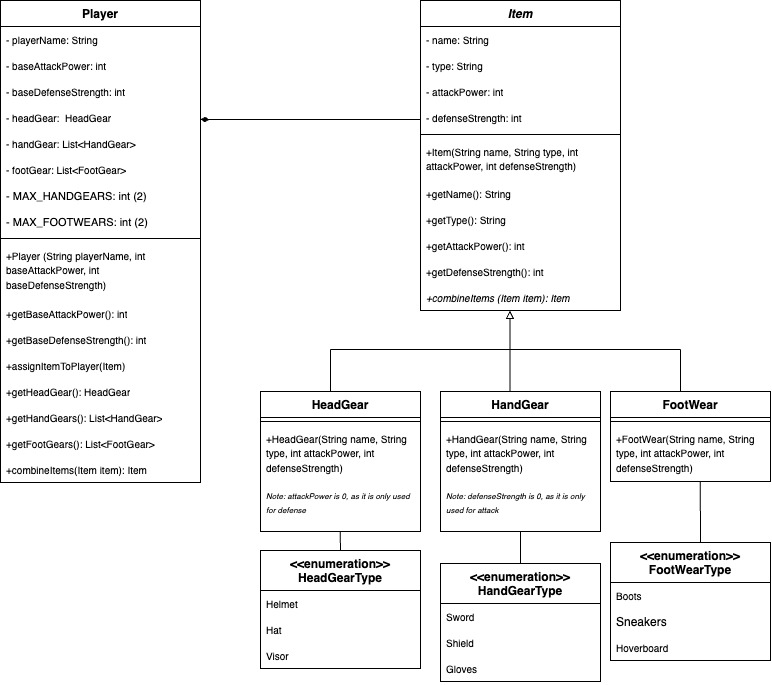 Player
- playerName: String
- baseAttackPower: int
- baseDefenseStrength: int
- headGear:  HeadGear
- handGear: List<HandGear>
- footGear: List<FootGear>
- MAX_HANDGEARS: int (2)
- MAX_FOOTWEARS: int (2)
+Player (String playerName, int
baseAttackPower, int
baseDefenseStrength)
+getBaseAttackPower(): int
+getBaseDefenseStrength(): int
+assignItemToPlayer(Item)
+getHeadGear(): HeadGear
+getHandGears(): List<HandGear>
+getFootGears(): List<FootGear>
+combineItems(Item item): Item
Item
- name: String
- type: String
- attackPower: int
- defenseStrength: int
+Item(String name, String type, int
attackPower, int defenseStrength)
+getName(): String
+getType(): String
+getAttackPower(): int
+getDefenseStrength(): int
+combineItems (Item item): Item
HeadGear
+HeadGear(String name, String
type, int attackPower, int
defenseStrength)
Note: attackPower is 0, as it is only used
for defense
HandGear
+HandGear(String name, String
type, int attackPower, int
defenseStrength)
Note: defenseStrength is 0, as it is only
used for attack
FootWear
+FootWear(String name, String
type, int attackPower, int
defenseStrength)
<<enumeration>>
HeadGearType
Helmet
Hat
Visor
<<enumeration>>
HandGearType
Sword
Shield
Gloves
<<enumeration>>
FootWearType
Boots
Sneakers
Hoverboard